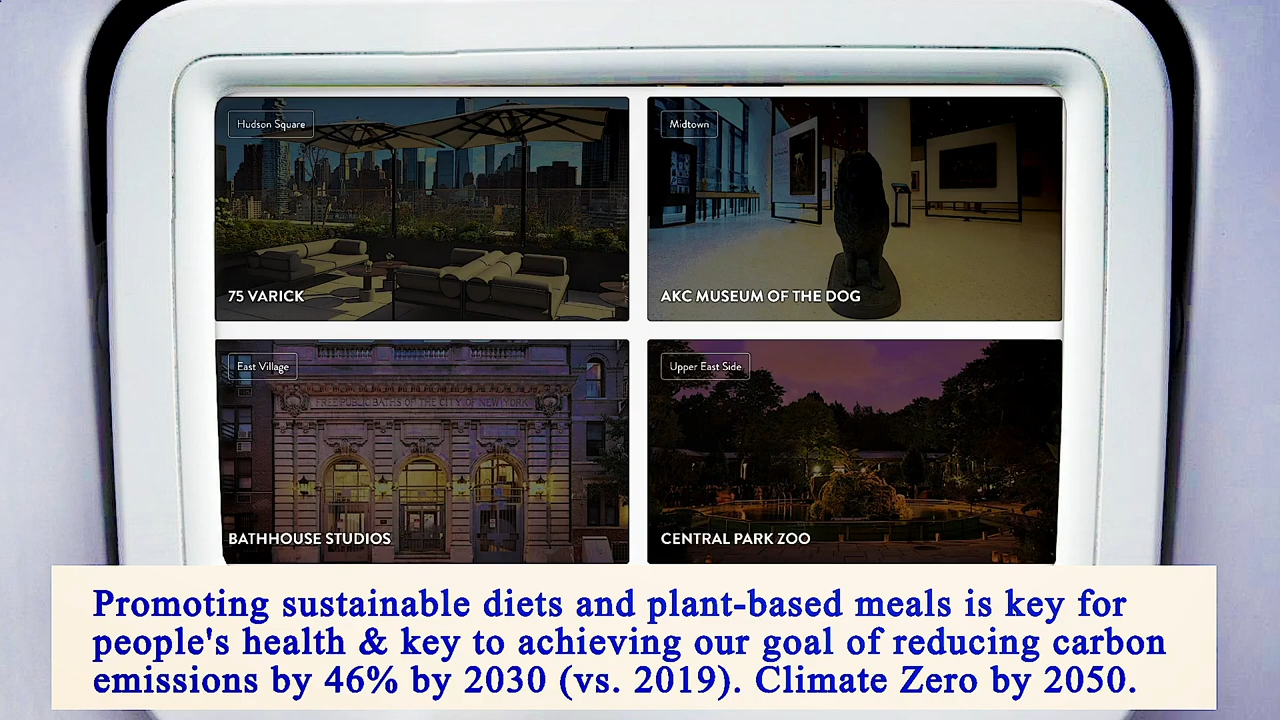 Hudson Square
75 VARICK
Midtown
AKC MUSEUM OF THE DOG
East Village
FREE PUBLIC BATHS OF THE CITY OF NEW YORK
BATHHOUSE STUDIOS
Upper East Side
CENTRAL PARK ZOO
Promoting sustainable diets and plant-based meals is key for
people's health & key to achieving our goal of reducing carbon
emissions by 46% by 2030 (vs. 2019). Climate Zero by 2050.